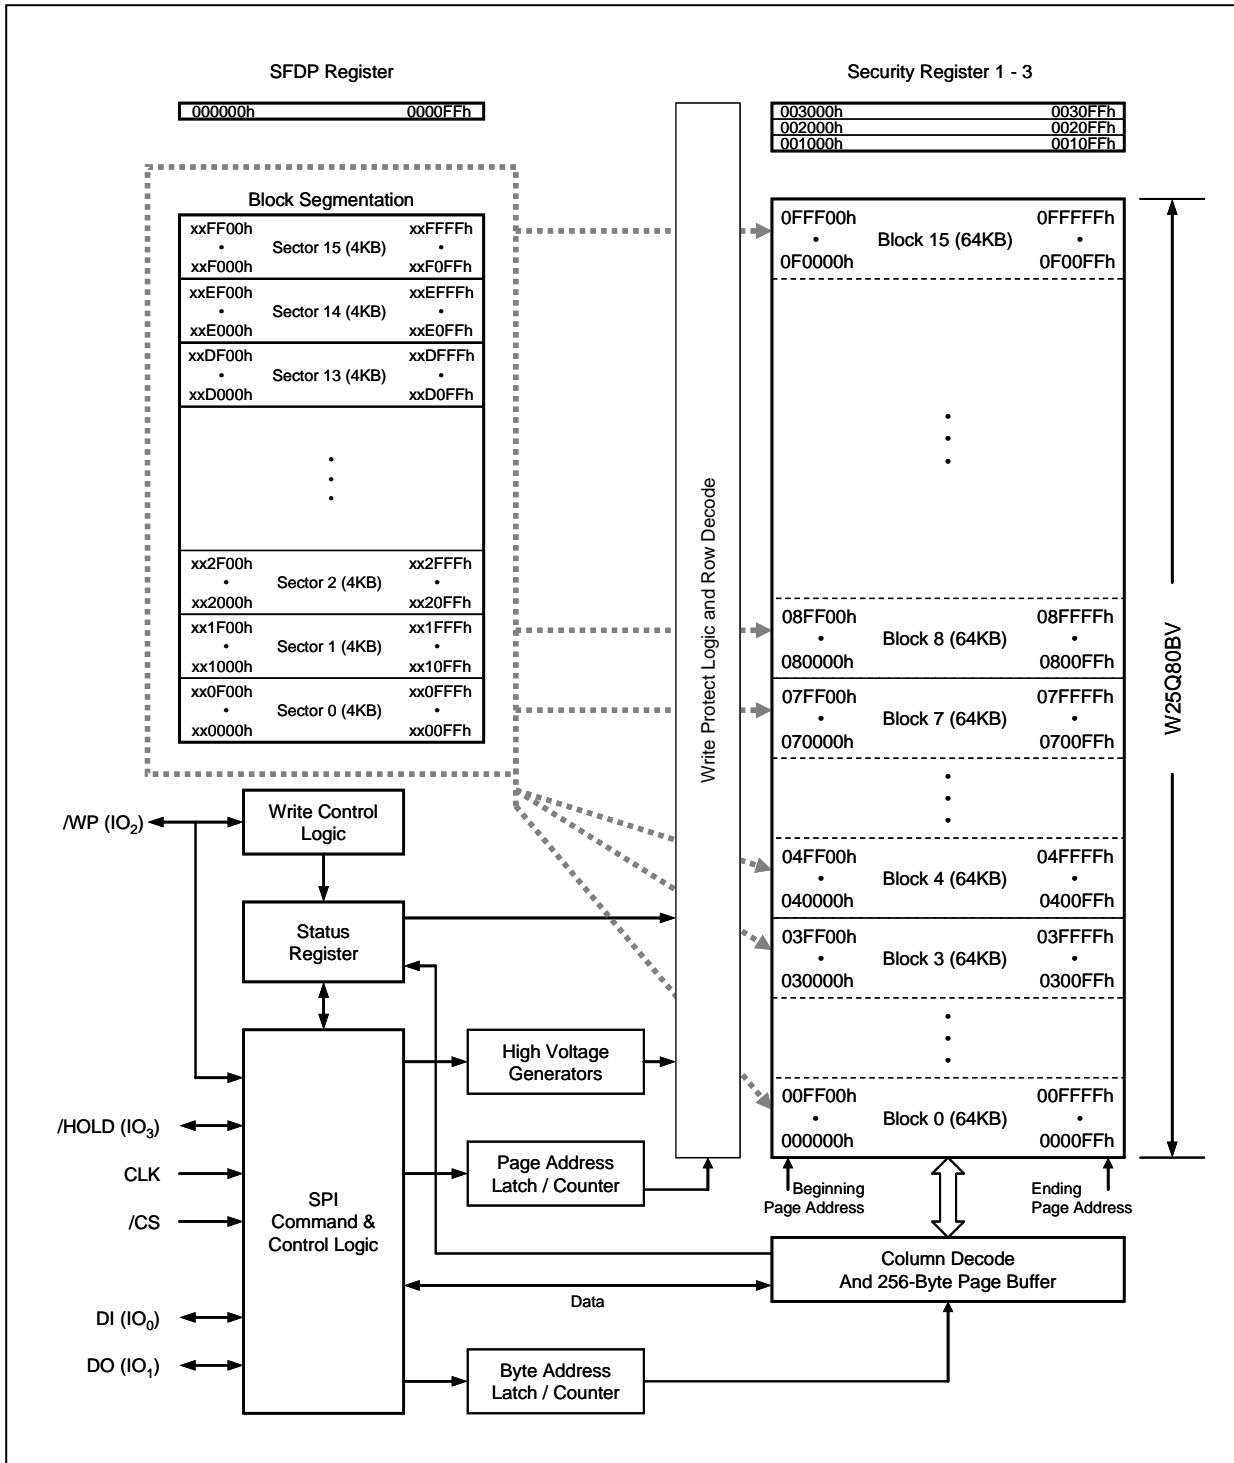 SFDP Register
000000h 0000FFh
Security Register 1 - 3
003000h 0030FFh
002000h 0020FFh
001000h 0010FFh
Block Segmentation
xxFF00h xxFFFFh
• Sector 15 (4KB) •
xxF000h xxF0FFh
xxEF00h xxEFFFh
• Sector 14 (4KB) •
xxE000h xxE0FFh
xxDF00h xxDFFFh
• Sector 13 (4KB) •
xxD000h xxD0FFh
xx2F00h xx2FFFh
• Sector 2 (4KB) •
xx2000h xx20FFh
xx1F00h xx1FFFh
• Sector 1 (4KB) •
xx1000h xx10FFh
xx0F00h xx0FFFh
• Sector 0 (4KB) •
xx0000h xx00FFh
Write Protect Logic and Row Decode
0FFF00h 0FFFFFh
• Block 15 (64KB) •
0F0000h 0F00FFh
08FF00h 08FFFFh
• Block 8 (64KB) •
080000h 0800FFh
07FF00h 07FFFFh
• Block 7 (64KB) •
070000h 0700FFh
04FF00h 04FFFFh
• Block 4 (64KB) •
040000h 0400FFh
03FF00h 03FFFFh
• Block 3 (64KB) •
030000h 0300FFh
00FF00h 00FFFFh
• Block 0 (64KB) •
000000h 0000FFh
W25Q80BV
Beginning
Page Address
Ending
Page Address
/WP (IO2)
Write Control
Logic
Status
Register
High Voltage
Generators
/HOLD (IO3)
CLK
/CS
DI (IO0)
DO (IO1)
SPI
Command &
Control Logic
Page Address
Latch / Counter
Column Decode
And 256-Byte Page Buffer
Data
Byte Address
Latch / Counter